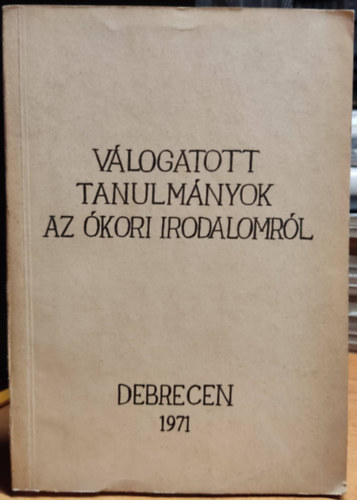 VÁLOGATOTT
TANULMÁNYOK
AZ ÓKORI IRODALOMRÓL
DEBRECEN
1971